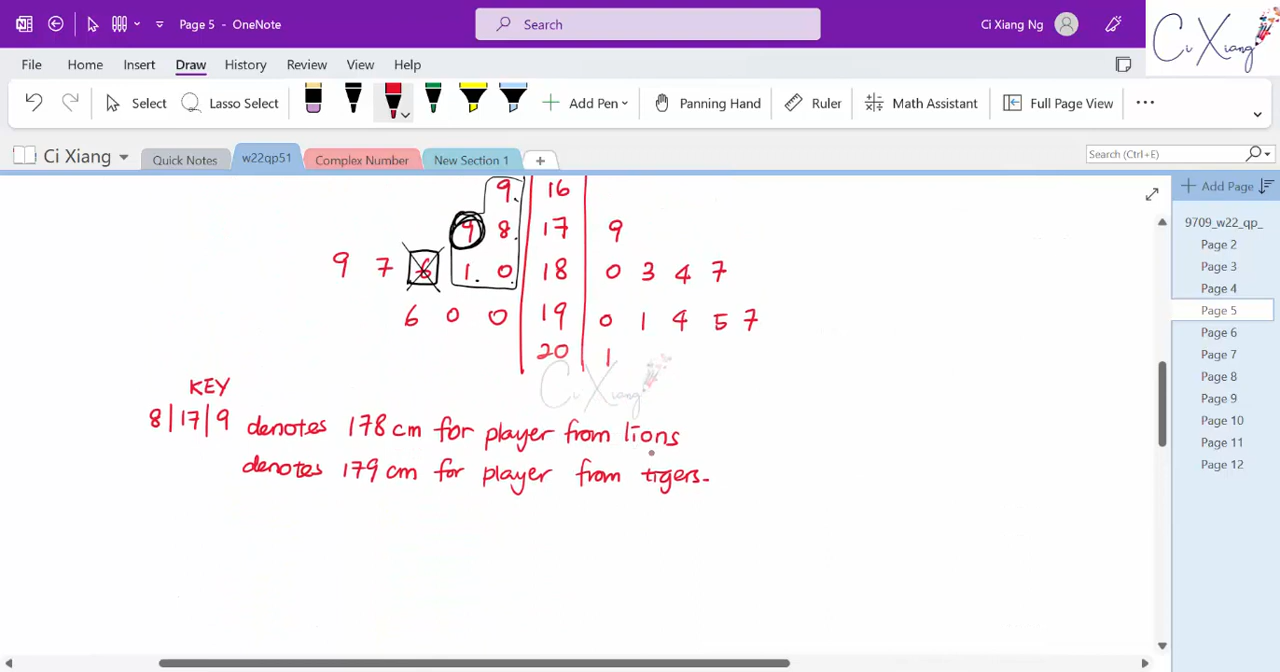 Page 5 - OneNote
Search
Ci Xiang Ng
Ci Xiang
File Home Insert Draw History Review View Help
Select Lasso Select Add Pen Panning Hand Ruler Math Assistant Full Page View
Ci Xiang Quick Notes w22qp51 Complex Number New Section 1
Search (Ctrl+E)
Add Page
9709_w22_qp_
Page 2
Page 3
Page 4
Page 5
Page 6
Page 7
Page 8
Page 9
Page 10
Page 11
Page 12
9 | 16 |
9 8 | 17 | 9
9 7 6 1 0 | 18 | 0 3 4 7
6 0 0 | 19 | 0 1 4 5 7
| 20 | 1
Ci Xiang
KEY
8|17|9 denotes 178 cm for player from lions
denotes 179 cm for player from tigers.